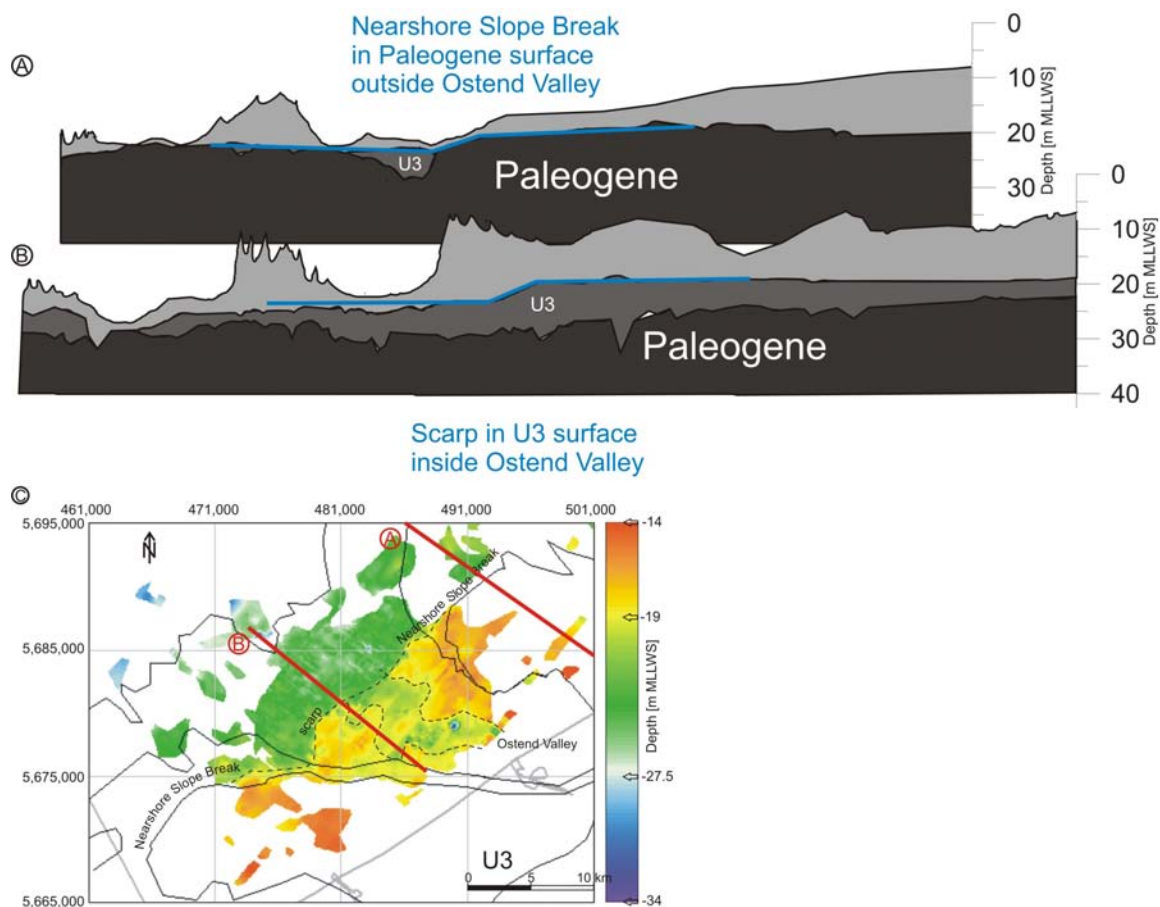 Nearshore Slope Break
in Paleogene surface
outside Ostend Valley
A
0
10
20
30
Depth [m MLLWS]
U3
Paleogene
B
0
10
20
30
40
Depth [m MLLWS]
U3
Paleogene
Scarp in U3 surface
inside Ostend Valley
C
461,000 471,000 481,000 491,000 501,000
5,695,000
5,685,000
5,675,000
5,665,000
N
A
B
Nearshore Slope Break
scarp
Ostend Valley
Nearshore Slope Break
U3
0 5 10 km
-14
-19
-27.5
-34
Depth [m MLLWS]